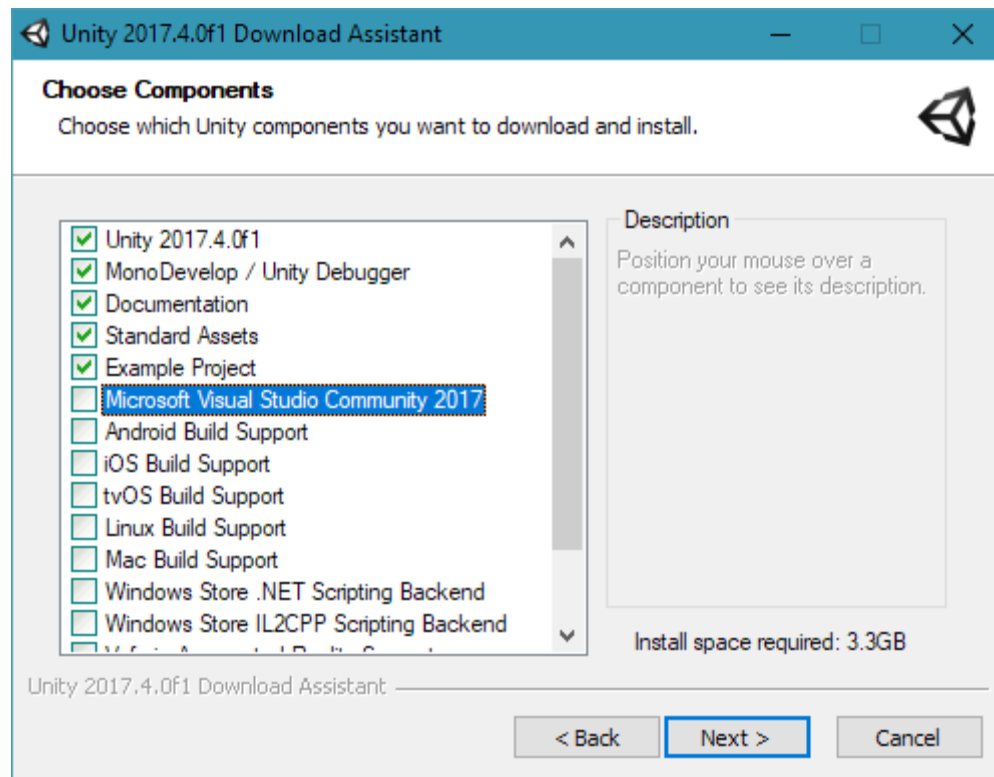 Unity 2017.4.0f1 Download Assistant
Choose Components
Choose which Unity components you want to download and install.
Unity 2017.4.0f1
MonoDevelop / Unity Debugger
Documentation
Standard Assets
Example Project
Microsoft Visual Studio Community 2017
Android Build Support
iOS Build Support
tvOS Build Support
Linux Build Support
Mac Build Support
Windows Store .NET Scripting Backend
Windows Store IL2CPP Scripting Backend
Description
Position your mouse over a
component to see its description.
Install space required: 3.3GB
Unity 2017.4.0f1 Download Assistant
< Back
Next >
Cancel